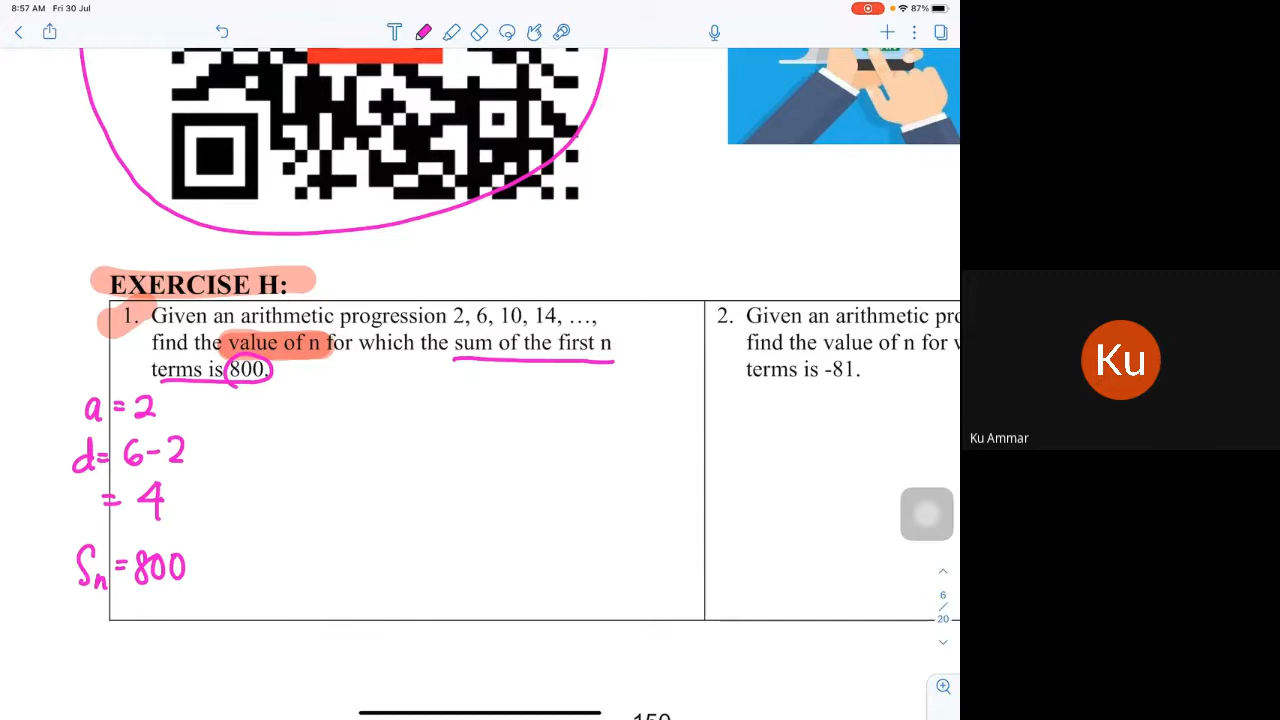 8:57 AM Fri 30 Jul
87%
EXERCISE H:
1. Given an arithmetic progression 2, 6, 10, 14, …,
find the value of n for which the sum of the first n
terms is 800.
a = 2
d = 6 - 2
= 4
Sn = 800
2. Given an arithmetic pro
find the value of n for w
terms is -81.
6
/
20
Ku
Ku Ammar